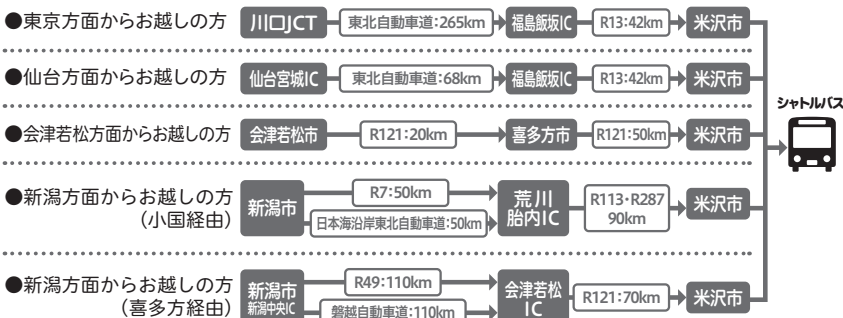 ●東京方面からお越しの方 川口JCT 東北自動車道:265km 福島飯坂IC R13:42km 米沢市
●仙台方面からお越しの方 仙台宮城IC 東北自動車道:68km 福島飯坂IC R13:42km 米沢市
シャトルバス
●会津若松方面からお越しの方 会津若松市 R121:20km 喜多方市 R121:50km 米沢市
●新潟方面からお越しの方
(小国経由)
新潟市
R7:50km
日本海沿岸東北自動車道:50km
荒川
胎内IC
R113・R287
90km
米沢市
●新潟方面からお越しの方
(喜多方経由)
新潟市
新潟中央IC
R49:110km
磐越自動車道:110km
会津若松
IC
R121:70km
米沢市